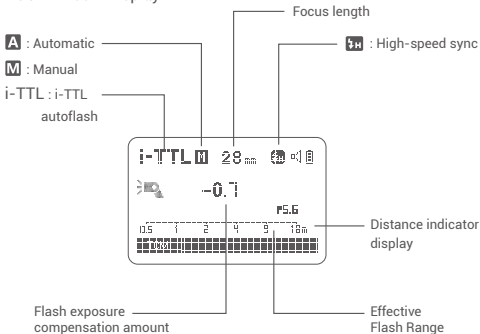 Focus length
A : Automatic
: High-speed sync
M : Manual
i-TTL : i-TTL
autoflash
i-TTL M 28mm
-0.7
F5.6
0.5 1 2 4 9 18m
Distance indicator
display
Flash exposure
compensation amount
Effective
Flash Range